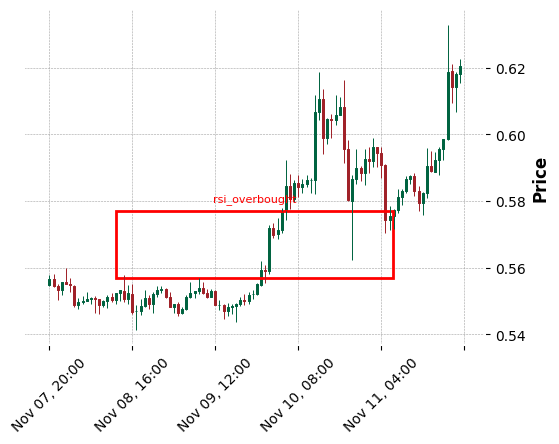 0.62
0.60
rsi_overbought
0.58
0.56
0.54
Price
Nov 07, 20:00
Nov 08, 16:00
Nov 09, 12:00
Nov 10, 08:00
Nov 11, 04:00